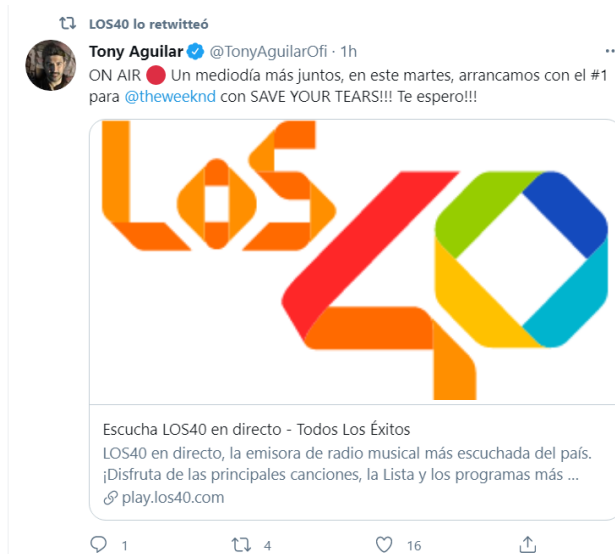 LOS40 lo retwitteó
Tony Aguilar @TonyAguilarOfi · 1h
ON AIR 🔴 Un mediodía más juntos, en este martes, arrancamos con el #1
para @theweeknd con SAVE YOUR TEARS!!! Te espero!!!
LOS
40
Escucha LOS40 en directo - Todos Los Éxitos
LOS40 en directo, la emisora de radio musical más escuchada del país.
¡Disfruta de las principales canciones, la Lista y los programas más ...
play.los40.com
1 4 16